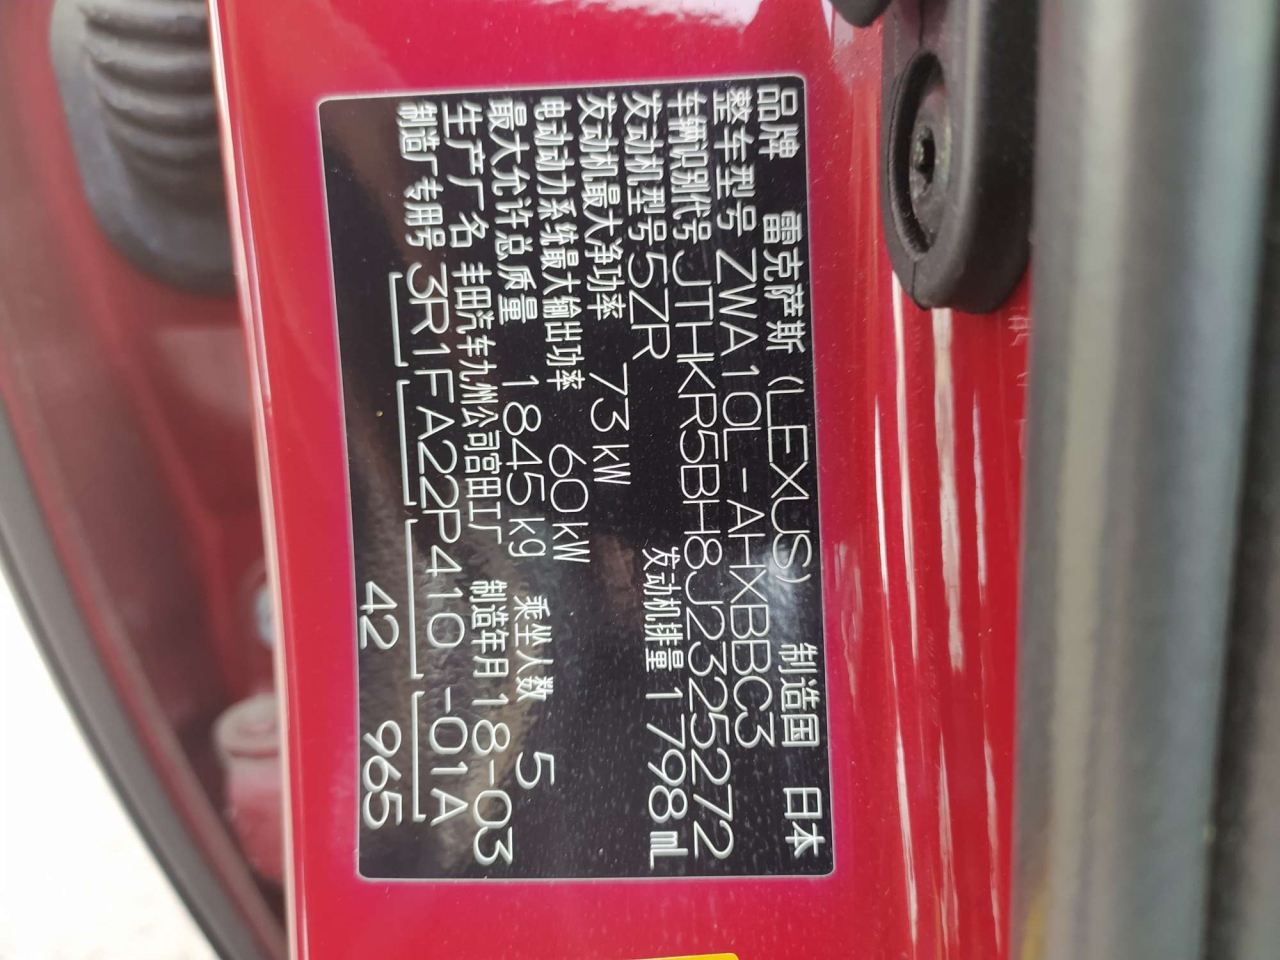 品牌 雷克萨斯 (LEXUS) 制造国 日本
整车型号 ZWA10L-AHXBBC3
车辆识别代号 JTHKR5BH8J2325272
发动机型号 5ZR 发动机排量 1798ml
发动机最大净功率 73kW
电动动力系统最大输出功率 60kW
最大允许总质量 1845kg 乘坐人数 5
生产厂名 丰田汽车九州公司宫田工厂 制造年月 18-03
制造厂专用号 3R1FA22P410-01A
42 965